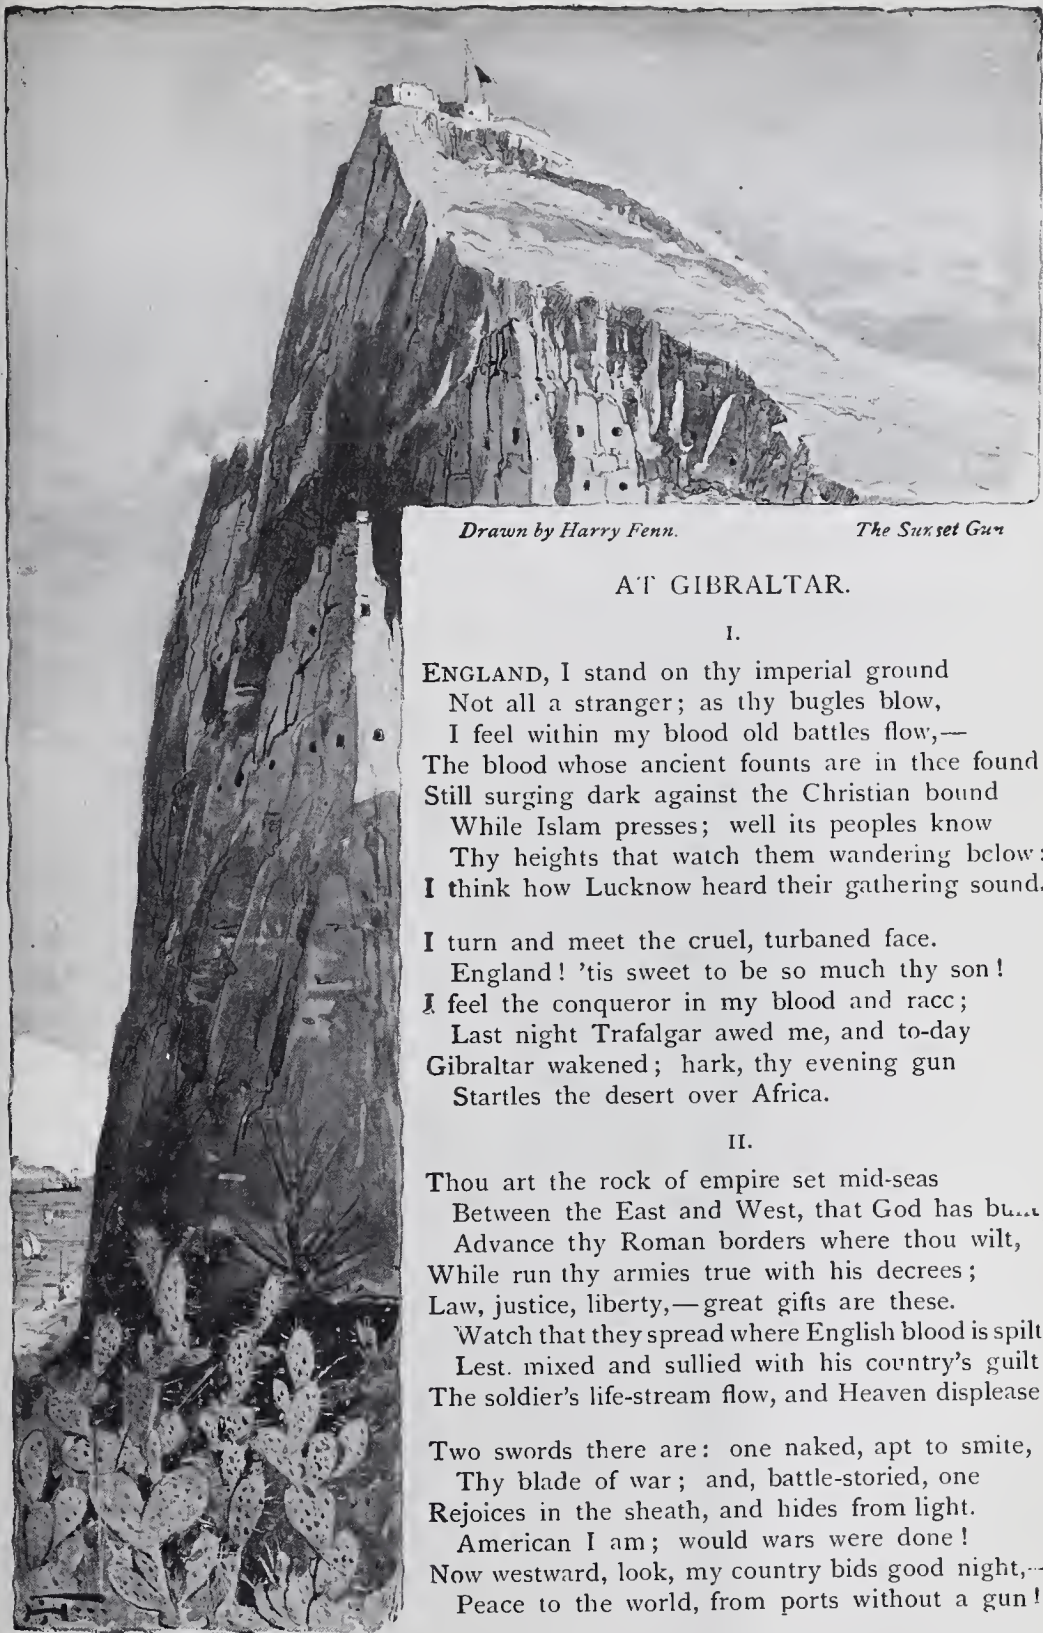 Drawn by Harry Fenn. The Sunset Gun
AT GIBRALTAR.
I.
ENGLAND, I stand on thy imperial ground
Not all a stranger; as thy bugles blow,
I feel within my blood old battles flow,—
The blood whose ancient founts are in thee found
Still surging dark against the Christian bound
While Islam presses; well its peoples know
Thy heights that watch them wandering below:
I think how Lucknow heard their gathering sound.
I turn and meet the cruel, turbaned face.
England! 'tis sweet to be so much thy son!
I feel the conqueror in my blood and race;
Last night Trafalgar awed me, and to-day
Gibraltar wakened; hark, thy evening gun
Startles the desert over Africa.
II.
Thou art the rock of empire set mid-seas
Between the East and West, that God has
Advance thy Roman borders where thou wilt,
While run thy armies true with his decrees;
Law, justice, liberty,—great gifts are these.
Watch that they spread where English blood is spilt
Lest. mixed and sullied with his country's guilt
The soldier's life-stream flow, and Heaven displease
Two swords there are: one naked, apt to smite,
Thy blade of war; and, battle-storied, one
Rejoices in the sheath, and hides from light.
American I am; would wars were done!
Now westward, look, my country bids good night,—
Peace to the world, from ports without a gun!